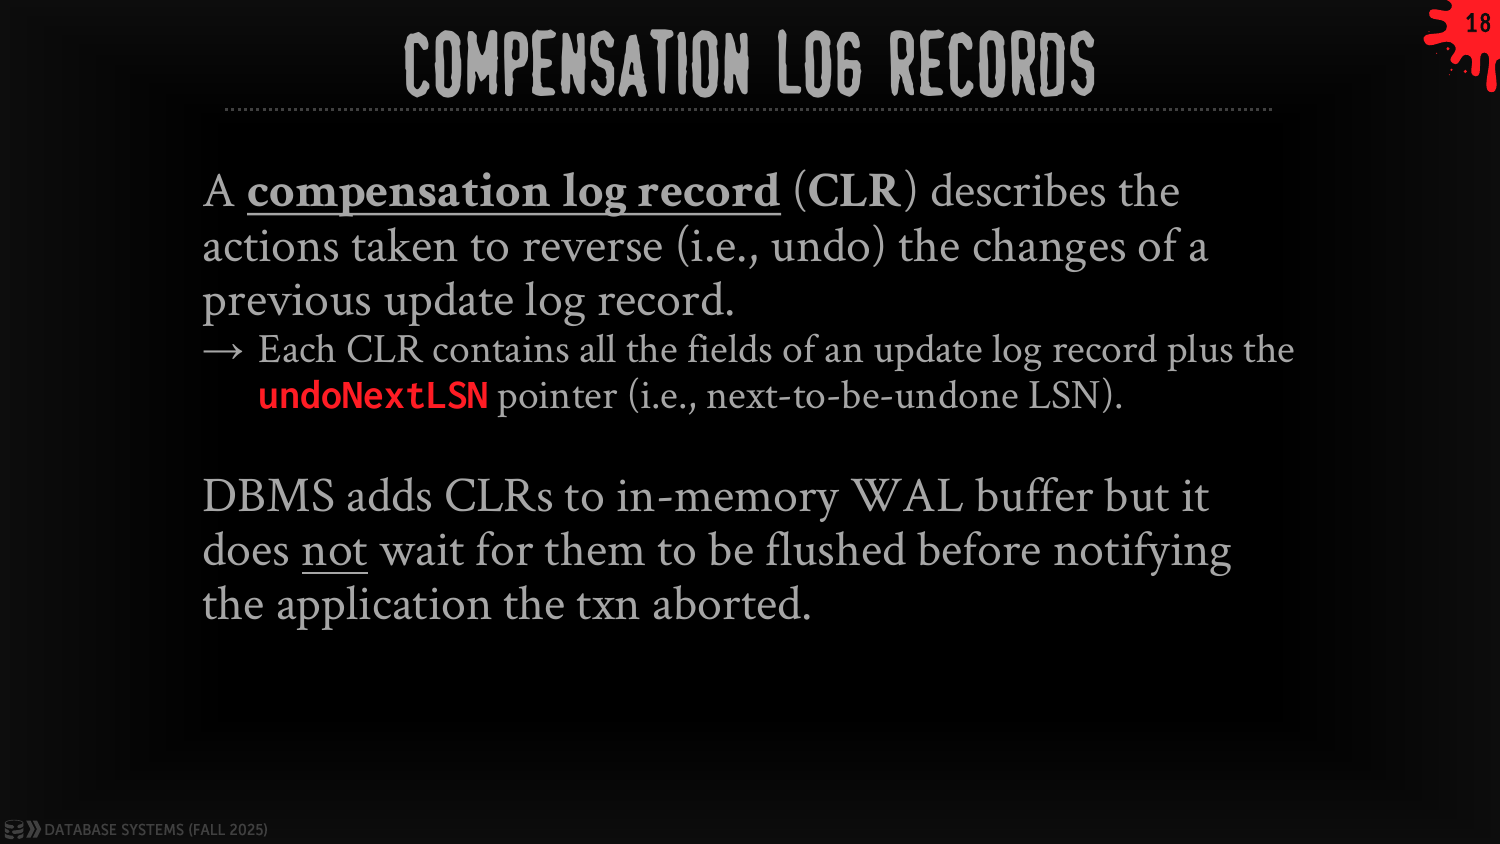 18
COMPENSATION LOG RECORDS
A compensation log record (CLR) describes the
actions taken to reverse (i.e., undo) the changes of a
previous update log record.
→ Each CLR contains all the fields of an update log record plus the
undoNextLSN pointer (i.e., next-to-be-undone LSN).
DBMS adds CLRs to in-memory WAL buffer but it
does not wait for them to be flushed before notifying
the application the txn aborted.
DATABASE SYSTEMS (FALL 2025)